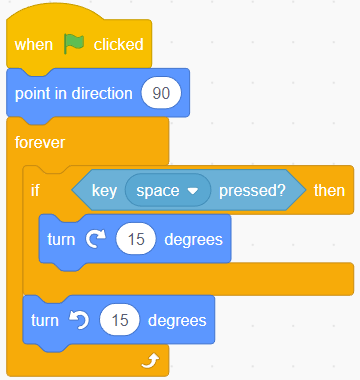 when clicked
point in direction 90
forever
if key space pressed? then
turn 15 degrees
turn 15 degrees